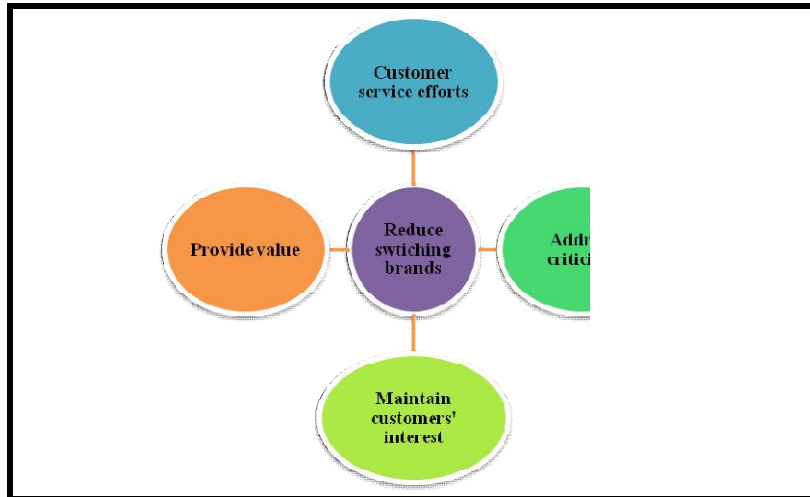 Customer
service efforts
Provide value
Reduce
swtiching
brands
Maintain
customers'
interest